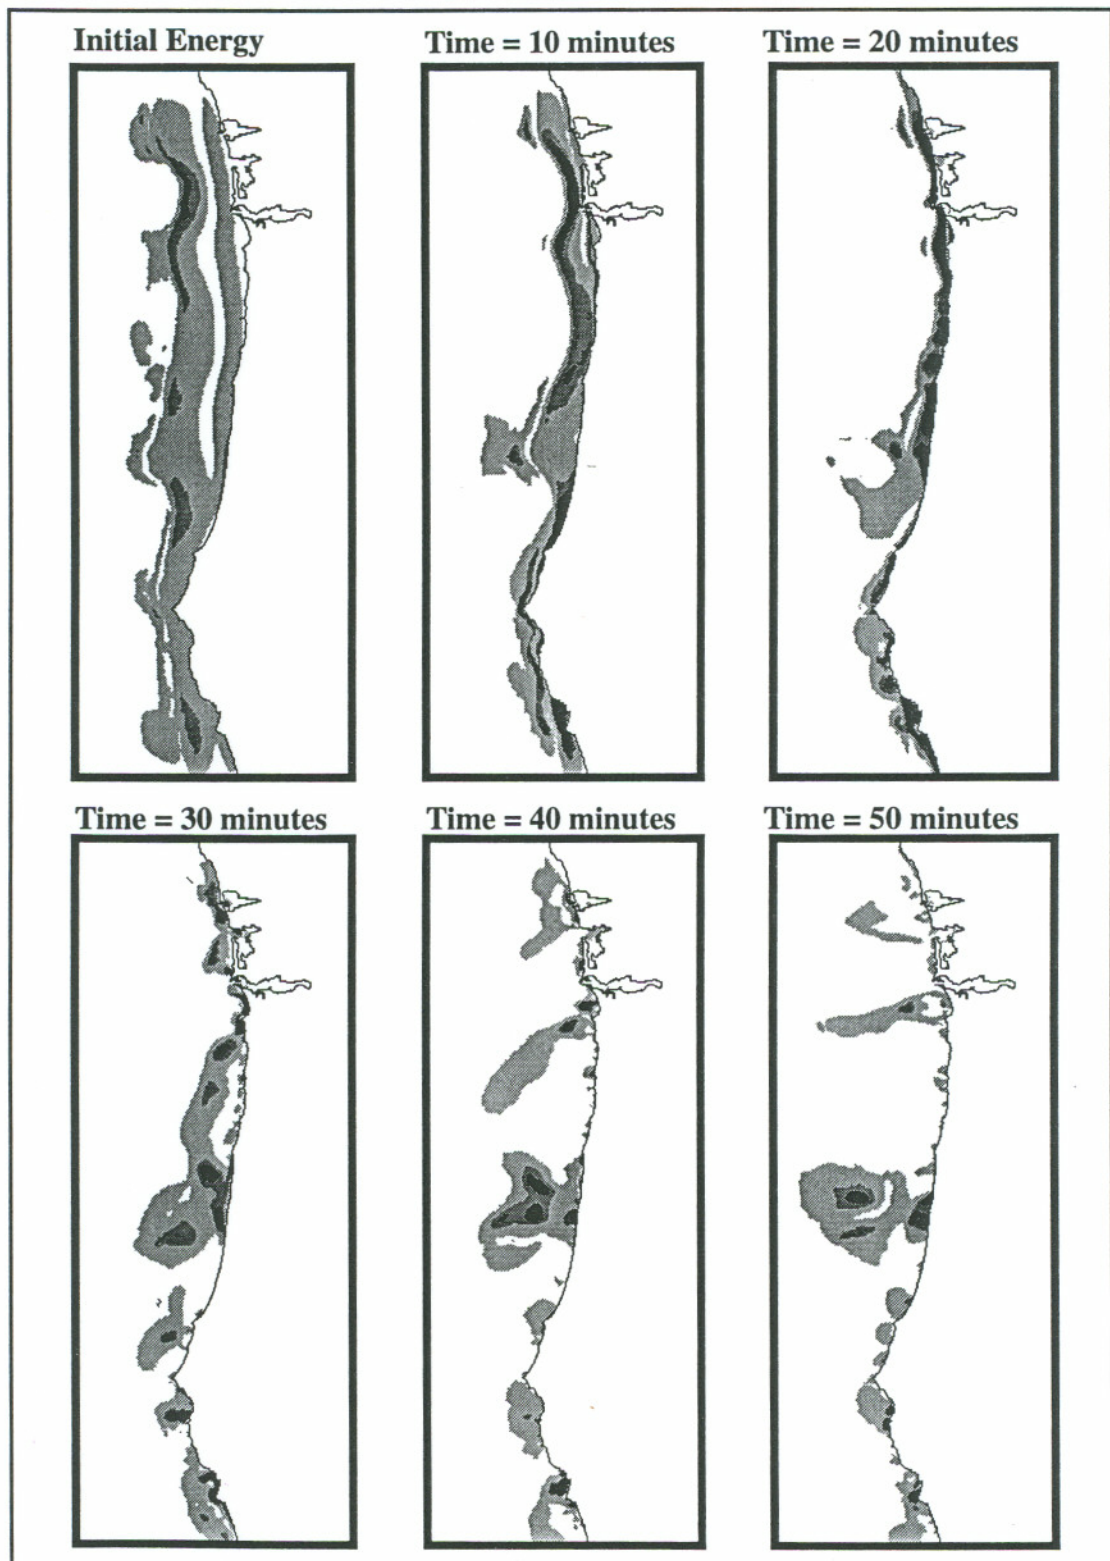 Initial Energy
Time = 10 minutes
Time = 20 minutes
Time = 30 minutes
Time = 40 minutes
Time = 50 minutes